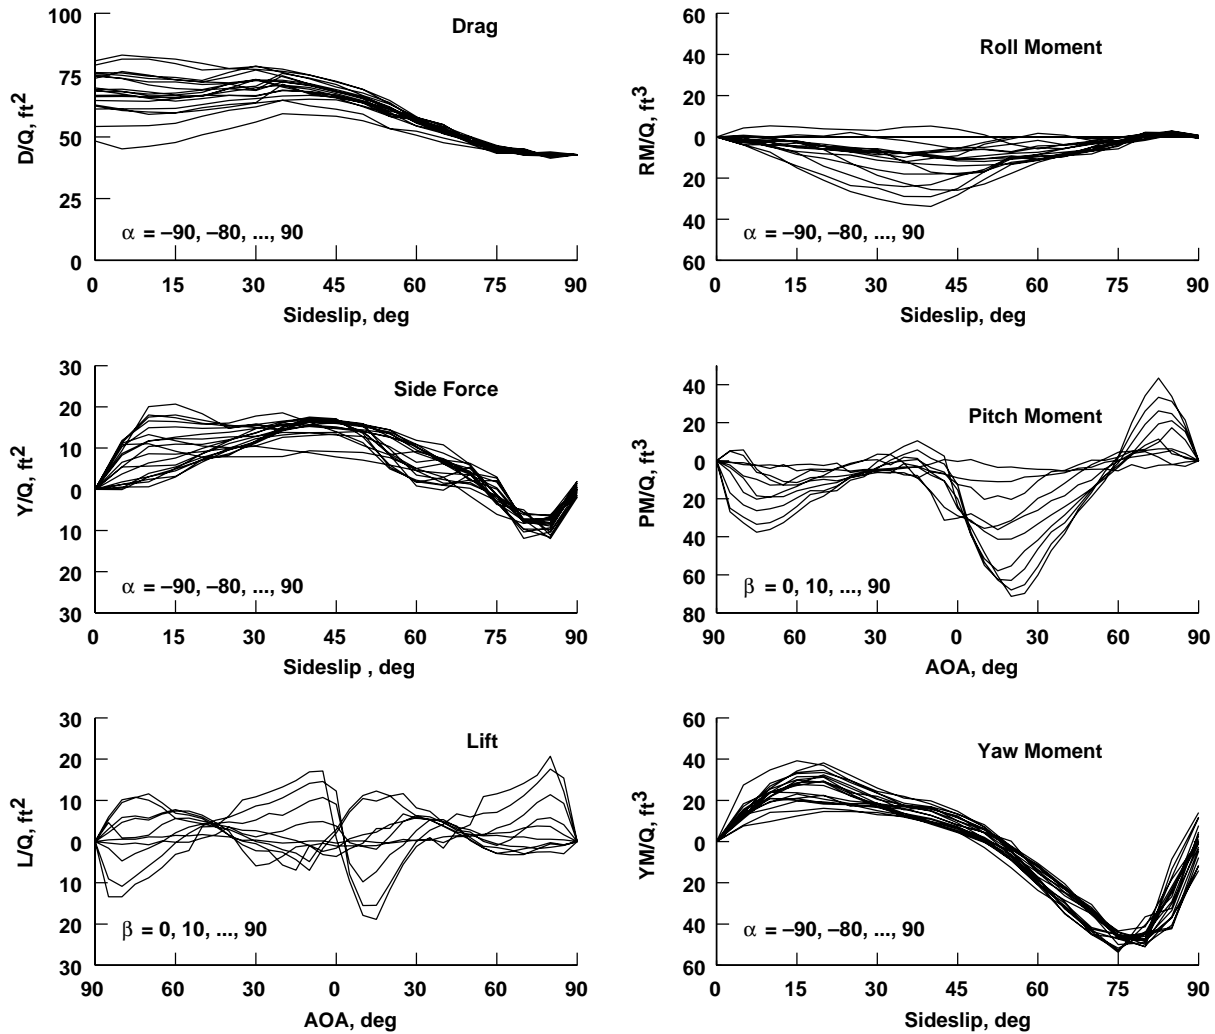 Drag
D/Q, ft2
100
75
50
25
0
α = –90, –80, ..., 90
0 15 30 45 60 75 90
Sideslip, deg
Roll Moment
RM/Q, ft3
60
40
20
0
20
40
60
α = –90, –80, ..., 90
0 15 30 45 60 75 90
Sideslip, deg
Side Force
Y/Q, ft2
30
20
10
0
10
20
30
α = –90, –80, ..., 90
0 15 30 45 60 75 90
Sideslip , deg
Pitch Moment
PM/Q, ft3
40
20
0
20
40
60
80
β = 0, 10, ..., 90
90 60 30 0 30 60 90
AOA, deg
Lift
L/Q, ft2
30
20
10
0
10
20
30
β = 0, 10, ..., 90
90 60 30 0 30 60 90
AOA, deg
Yaw Moment
YM/Q, ft3
60
40
20
0
20
40
60
α = –90, –80, ..., 90
0 15 30 45 60 75 90
Sideslip, deg